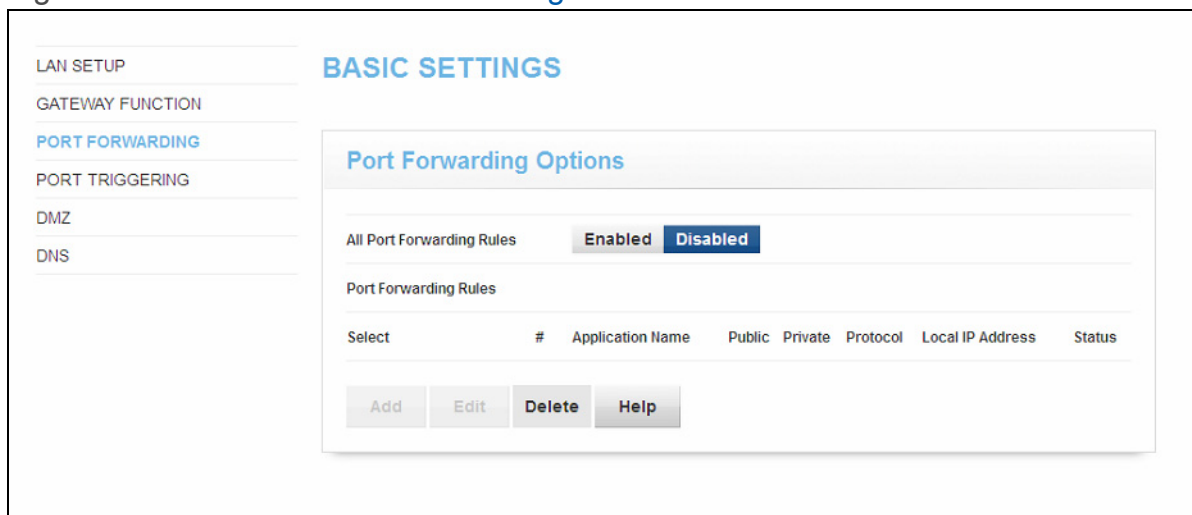 LAN SETUP
GATEWAY FUNCTION
PORT FORWARDING
PORT TRIGGERING
DMZ
DNS
BASIC SETTINGS
Port Forwarding Options
All Port Forwarding Rules Enabled Disabled
Port Forwarding Rules
Select # Application Name Public Private Protocol Local IP Address Status
Add Edit Delete Help